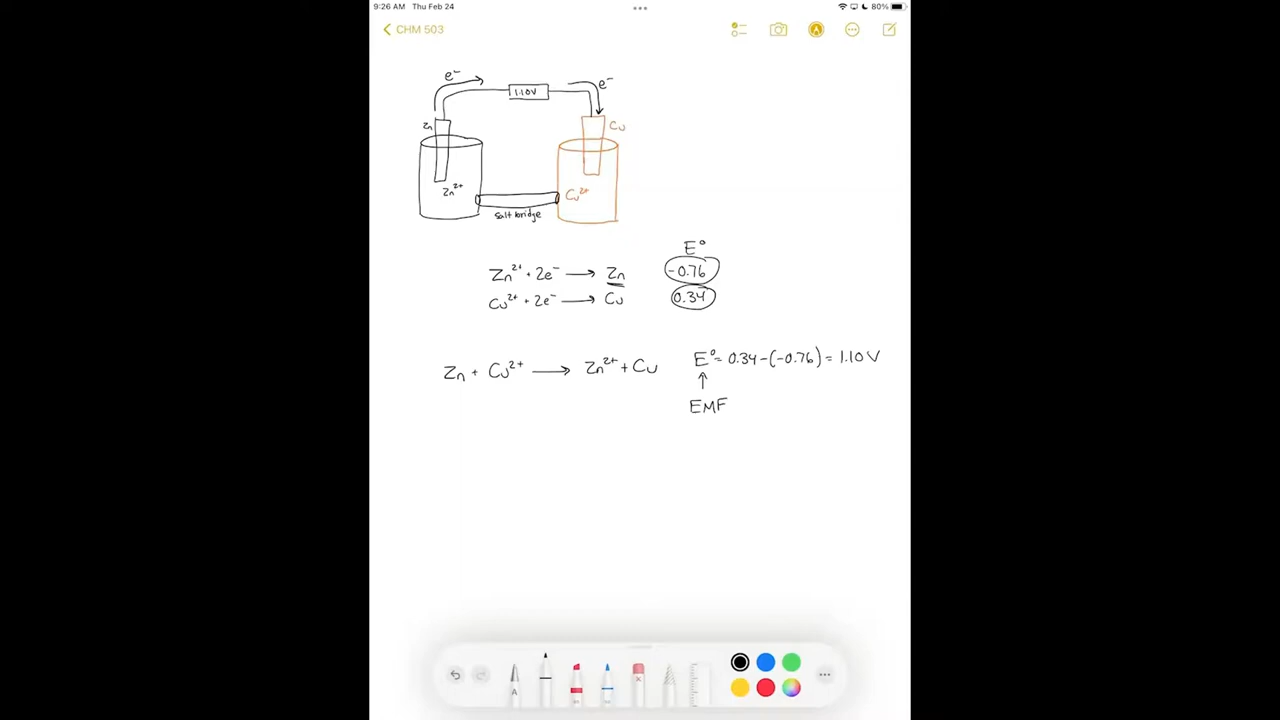 9:26 AM Thu Feb 24
80%
CHM 503
e⁻
e⁻
1.10V
Zn
Cu
Zn²⁺
Cu²⁺
salt bridge
E°
Zn²⁺ + 2e⁻ ⟶ Zn -0.76
Cu²⁺ + 2e⁻ ⟶ Cu 0.34
Zn + Cu²⁺ ⟶ Zn²⁺ + Cu E° = 0.34 - (-0.76) = 1.10 V
↑
EMF
A